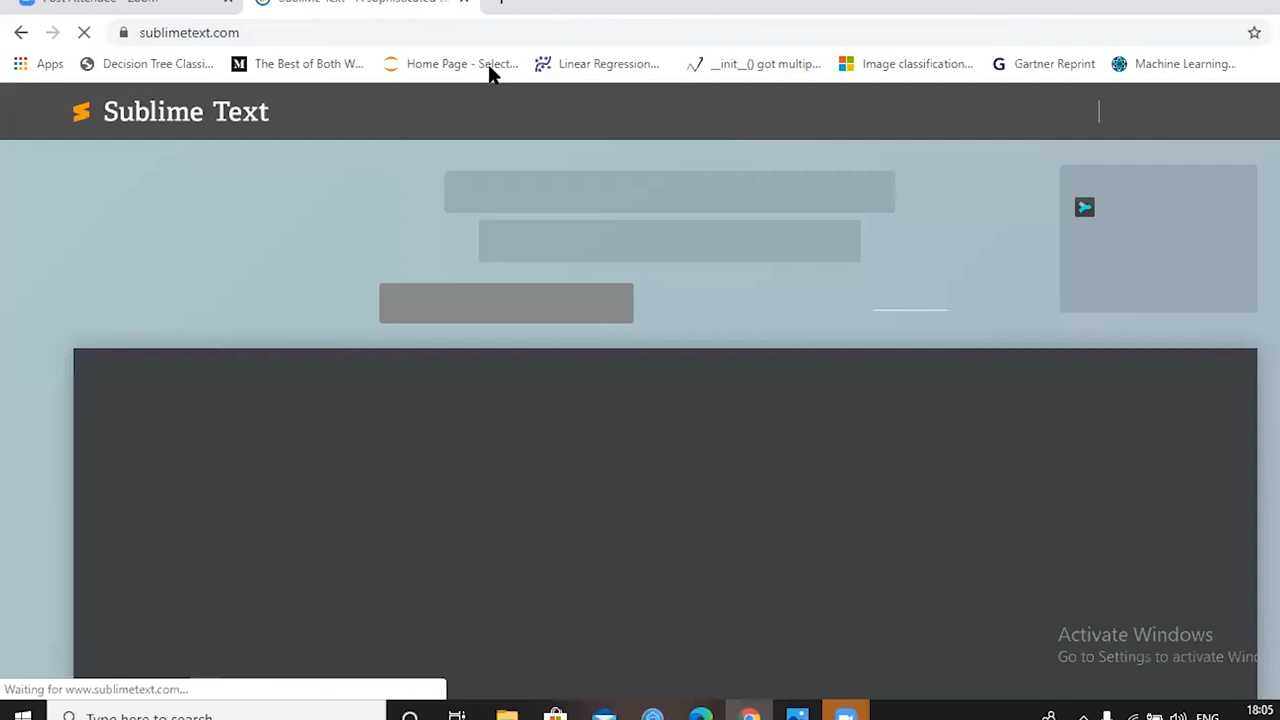 sublimetext.com
Apps Decision Tree Classi... The Best of Both W... Home Page - Select... Linear Regression... __init__() got multip... Image classification... Gartner Reprint Machine Learning...
Sublime Text
Activate Windows
Go to Settings to activate Win
Waiting for www.sublimetext.com...
Type here to search
ENG
18:05